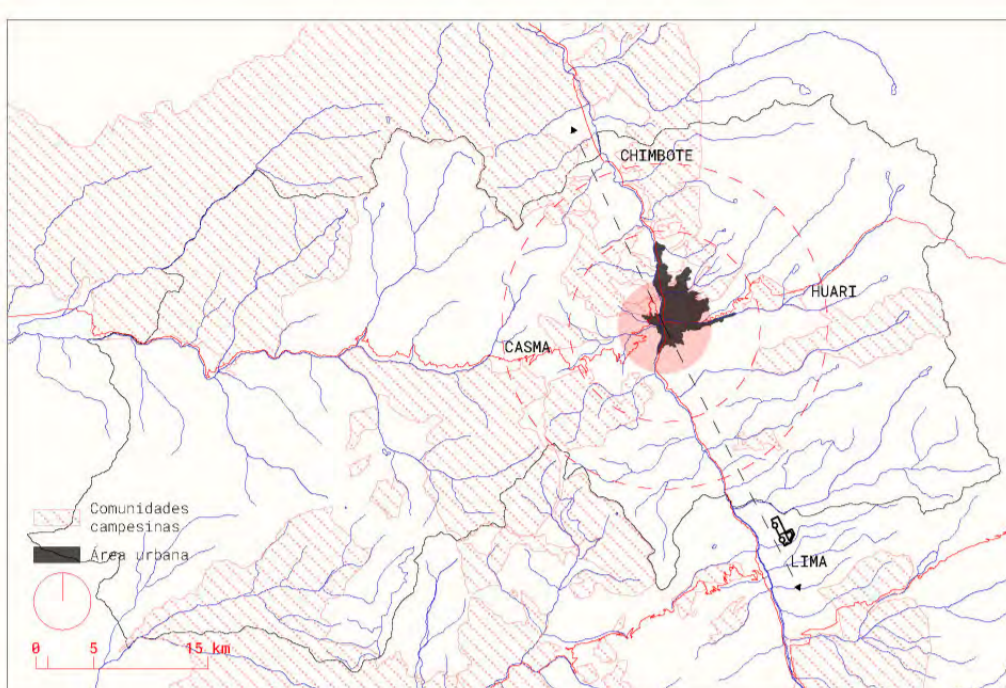 CHIMBOTE
HUARI
CASMA
Comunidades
campesinas
Área urbana
LIMA
0 5 15 km